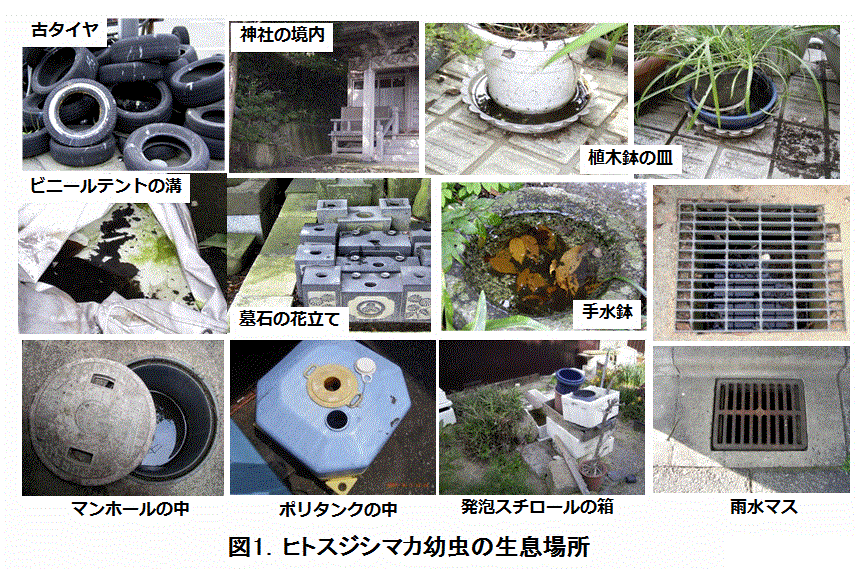 古タイヤ
神社の境内
植木鉢の皿
ビニールテントの溝
墓石の花立て
手水鉢
マンホールの中
ポリタンクの中
発泡スチロールの箱
雨水マス
図1. ヒトスジシマカ幼虫の生息場所